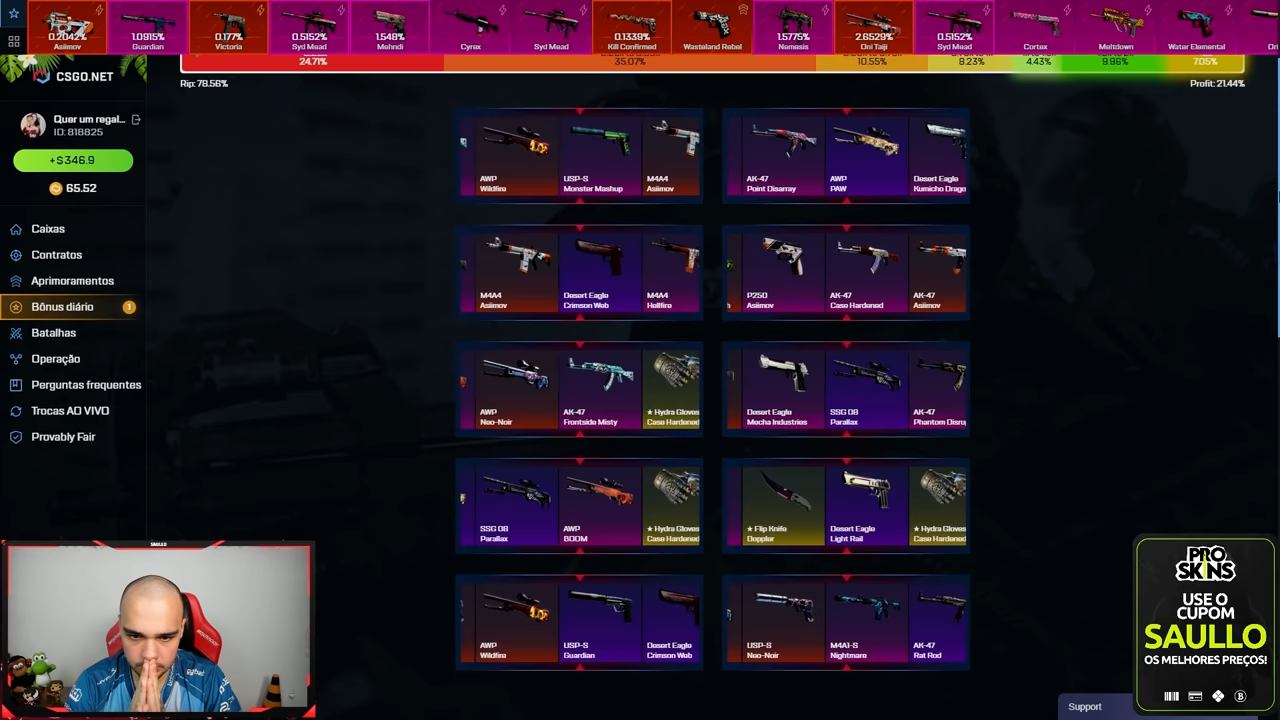 0.2042%
Asiimov
1.0915%
Guardian
0.177%
Victoria
0.5152%
Syd Mead
1.548%
Mehndi
Cyrex
Syd Mead
0.1339%
Kill Confirmed
Wasteland Rebel
1.5775%
Nemesis
2.6529%
Oni Taiji
0.5152%
Syd Mead
Cortex
Meltdown
Water Elemental
Ori
24.71%
35.07%
10.55%
8.23%
4.43%
9.96%
7.05%
Rip: 78.56%
Profit: 21.44%
CSGO.NET
Quer um regal...
ID: 818825
+$346.9
65.52
Caixas
Contratos
Aprimoramentos
Bônus diário
1
Batalhas
Operação
Perguntas frequentes
Trocas AO VIVO
Provably Fair
AWP
Wildfire
USP-S
Monster Mashup
M4A4
Asiimov
AK-47
Point Disarray
AWP
PAW
Desert Eagle
Kumicho Drago
M4A4
Asiimov
Desert Eagle
Crimson Web
M4A4
Hellfire
P250
Asiimov
AK-47
Case Hardened
AK-47
Asiimov
AWP
Neo-Noir
AK-47
Frontside Misty
★ Hydra Gloves
Case Hardened
Desert Eagle
Mecha Industries
SSG 08
Parallax
AK-47
Phantom Disru
SSG 08
Parallax
AWP
BOOM
★ Hydra Gloves
Case Hardened
★ Flip Knife
Doppler
Desert Eagle
Light Rail
★ Hydra Gloves
Case Hardened
AWP
Wildfire
USP-S
Guardian
Desert Eagle
Crimson Web
USP-S
Neo-Noir
M4A1-S
Nightmare
AK-47
Rat Rod
SAULLO
PRO
SKINS
USE O
CUPOM
SAULLO
OS MELHORES PREÇOS!
Support